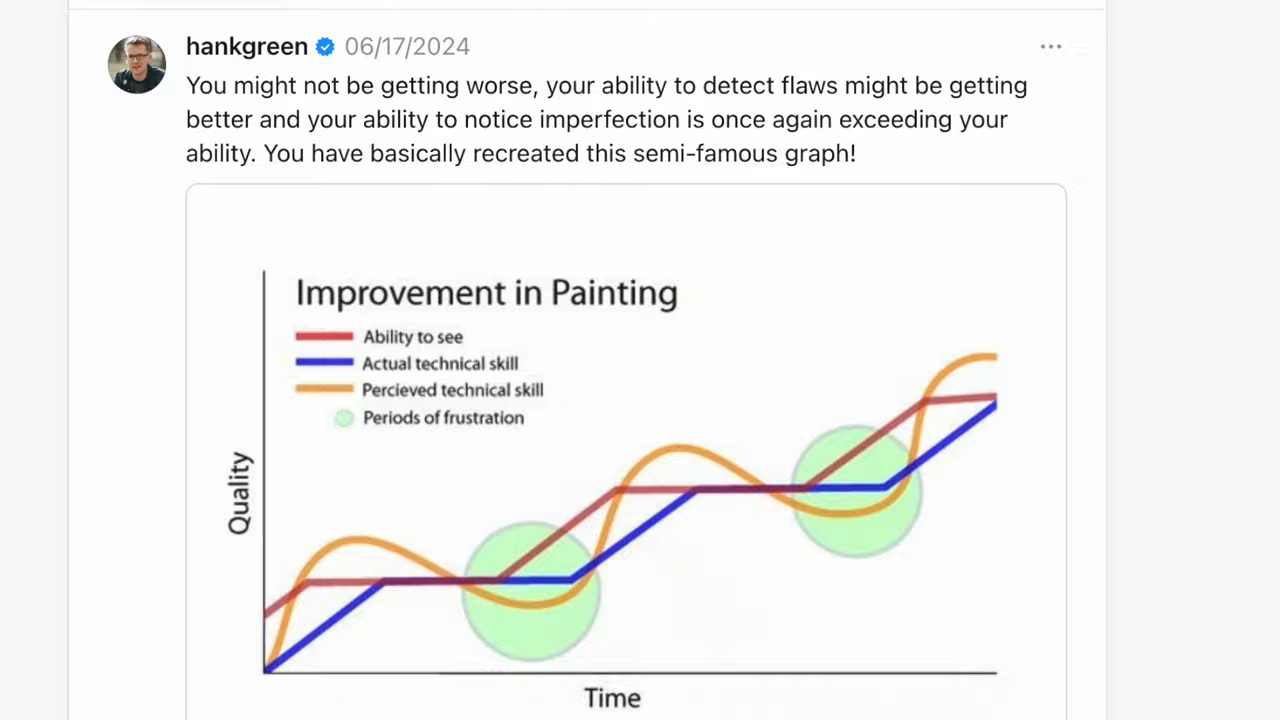 hankgreen 06/17/2024
You might not be getting worse, your ability to detect flaws might be getting
better and your ability to notice imperfection is once again exceeding your
ability. You have basically recreated this semi-famous graph!
Improvement in Painting
Ability to see
Actual technical skill
Percieved technical skill
Periods of frustration
Quality
Time